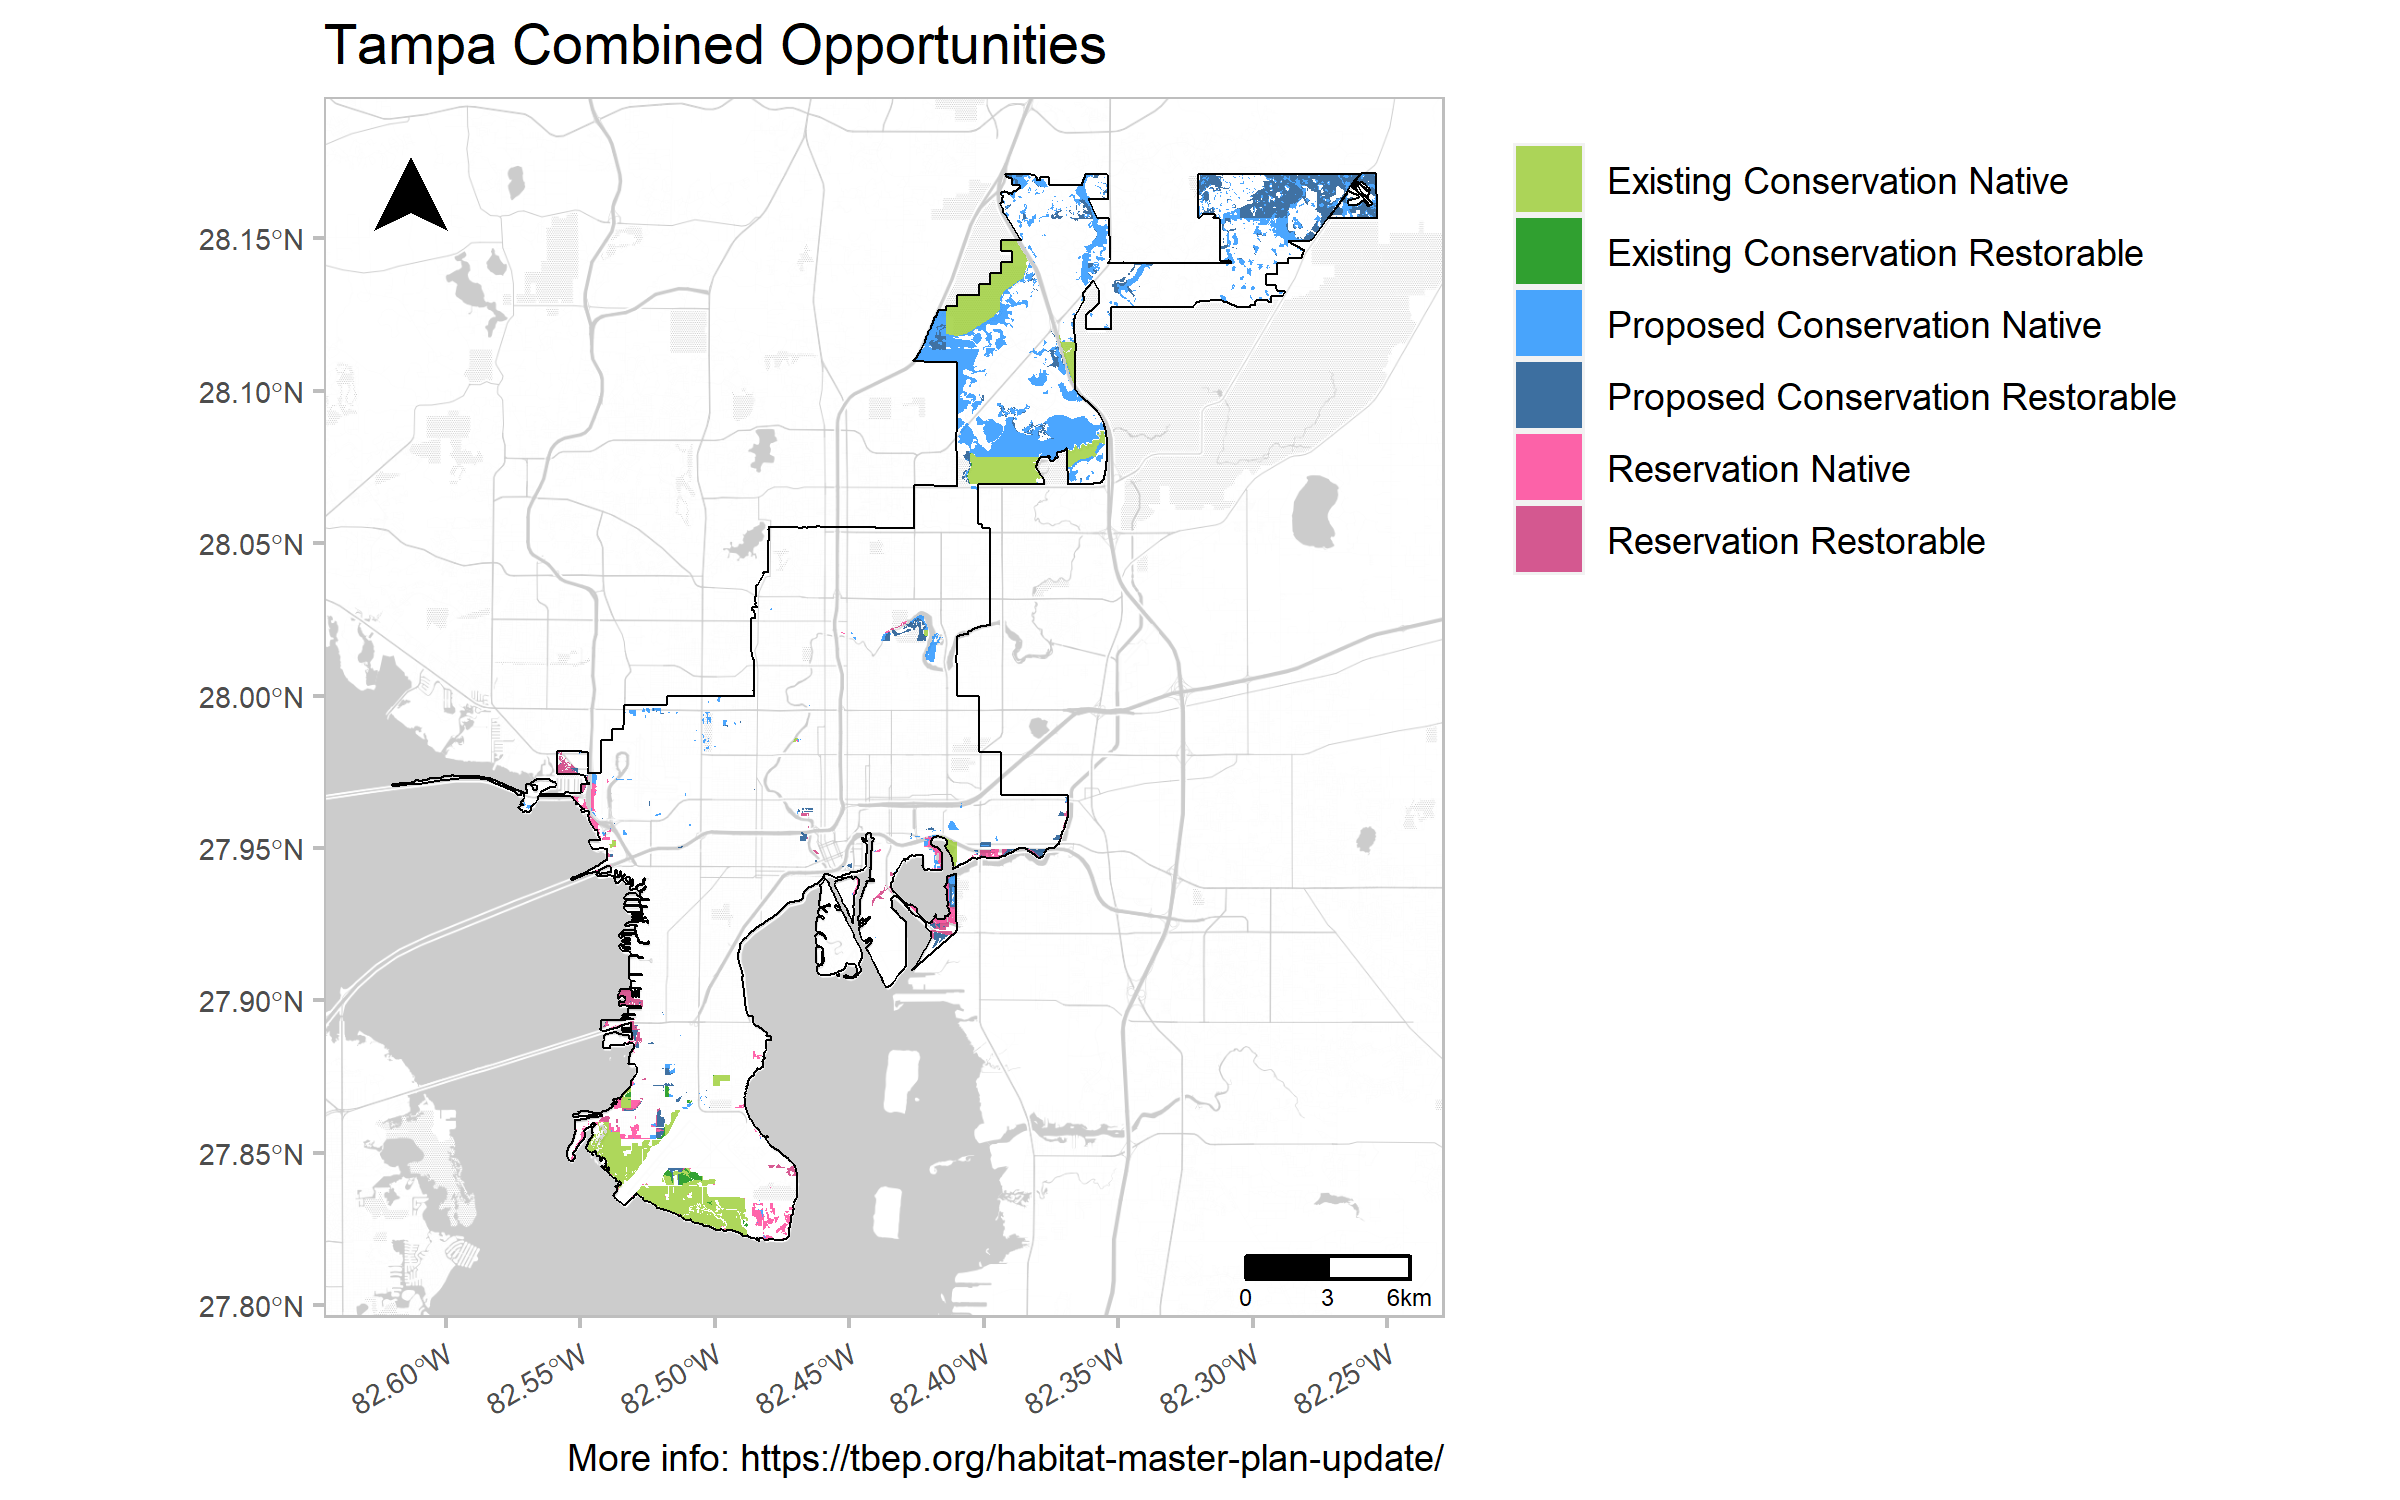 Tampa Combined Opportunities
Existing Conservation Native
Existing Conservation Restorable
Proposed Conservation Native
Proposed Conservation Restorable
Reservation Native
Reservation Restorable
28.15°N
28.10°N
28.05°N
28.00°N
27.95°N
27.90°N
27.85°N
27.80°N
0 3 6km
82.60°W 82.55°W 82.50°W 82.45°W 82.40°W 82.35°W 82.30°W 82.25°W
More info: https://tbep.org/habitat-master-plan-update/